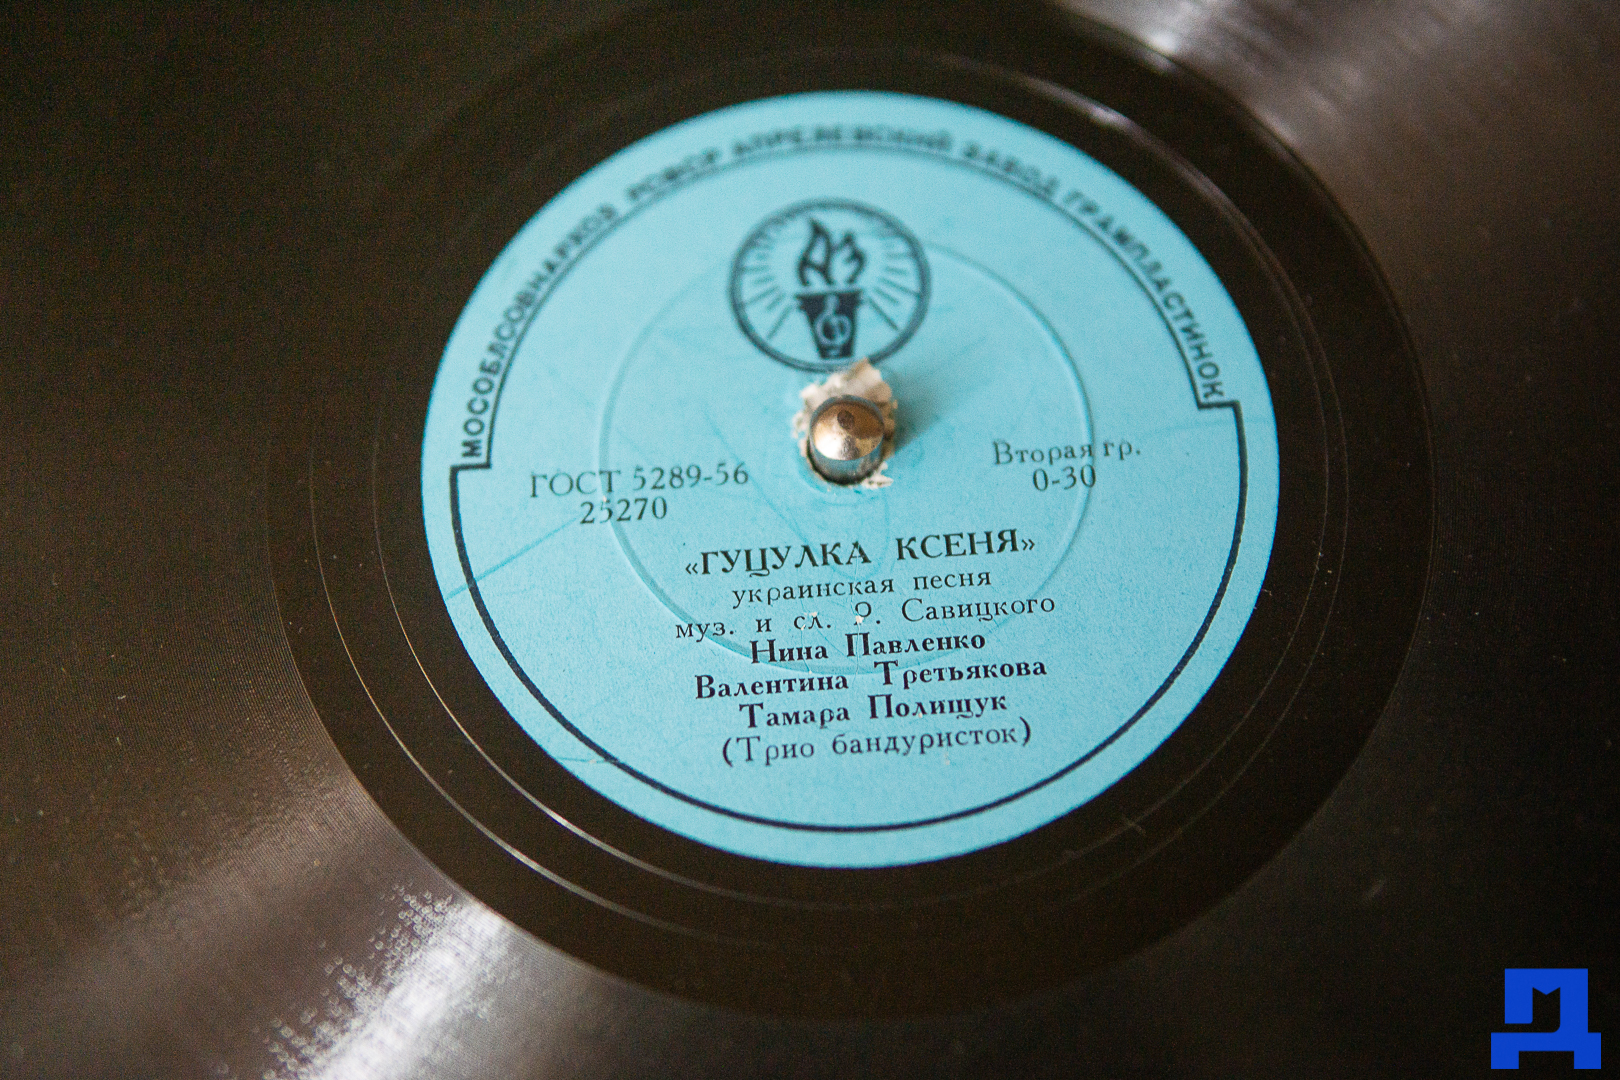 МОСОБЛСОВНАРХОЗ РСФСР АПРЕЛЕВСКИЙ ЗАВОД ГРАМПЛАСТИНОК
АЗ
ГОСТ 5289-56
25270
Вторая гр.
0-30
«ГУЦУЛКА КСЕНЯ»
украинская песня
муз. и сл. Савицкого
Нина Павленко
Валентина Третьякова
Тамара Полищук
(Трио бандуристок)